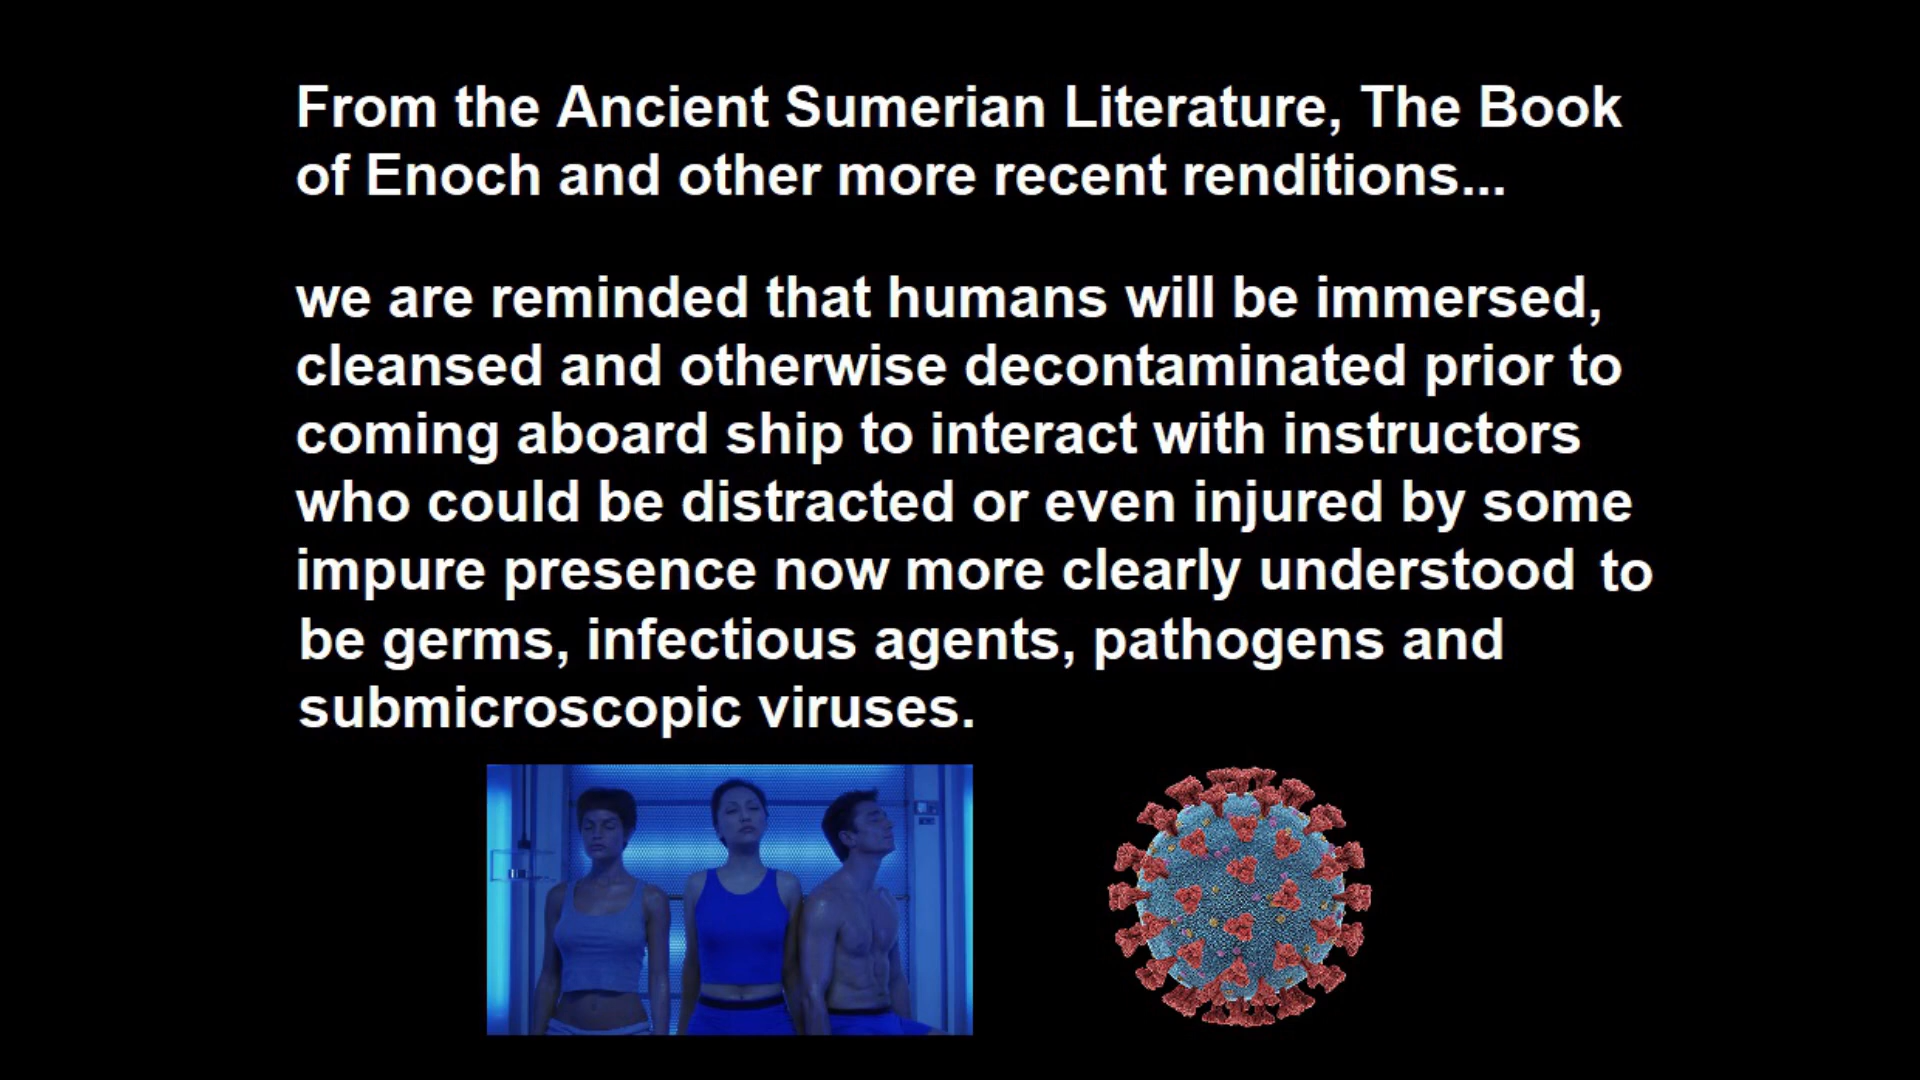 From the Ancient Sumerian Literature, The Book
of Enoch and other more recent renditions...
we are reminded that humans will be immersed,
cleansed and otherwise decontaminated prior to
coming aboard ship to interact with instructors
who could be distracted or even injured by some
impure presence now more clearly understood to
be germs, infectious agents, pathogens and
submicroscopic viruses.